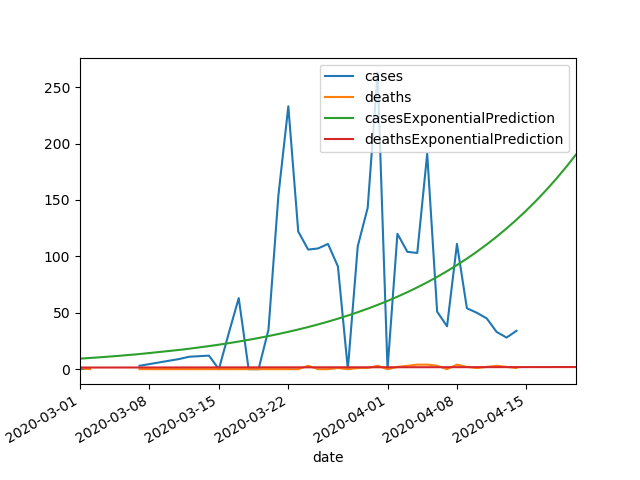 250
200
150
100
50
0
cases
deaths
casesExponentialPrediction
deathsExponentialPrediction
2020-03-01
2020-03-08
2020-03-15
2020-03-22
2020-04-01
2020-04-08
2020-04-15
date